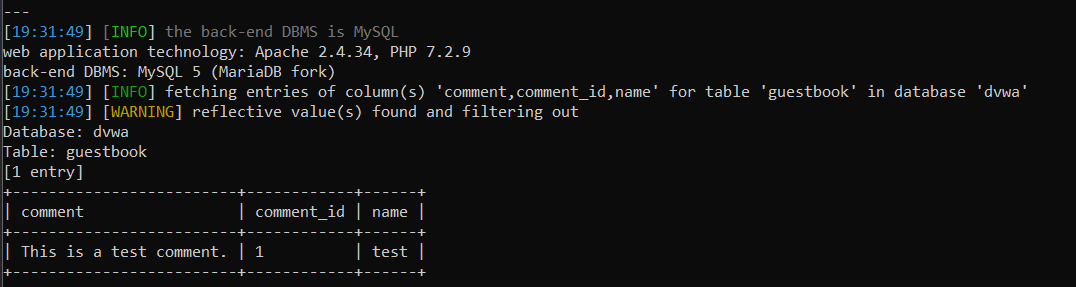 ---
[19:31:49] [INFO] the back-end DBMS is MySQL
web application technology: Apache 2.4.34, PHP 7.2.9
back-end DBMS: MySQL 5 (MariaDB fork)
[19:31:49] [INFO] fetching entries of column(s) 'comment,comment_id,name' for table 'guestbook' in database 'dvwa'
[19:31:49] [WARNING] reflective value(s) found and filtering out
Database: dvwa
Table: guestbook
[1 entry]
+-------------------------+------------+------+
| comment                 | comment_id | name |
+-------------------------+------------+------+
| This is a test comment. | 1          | test |
+-------------------------+------------+------+